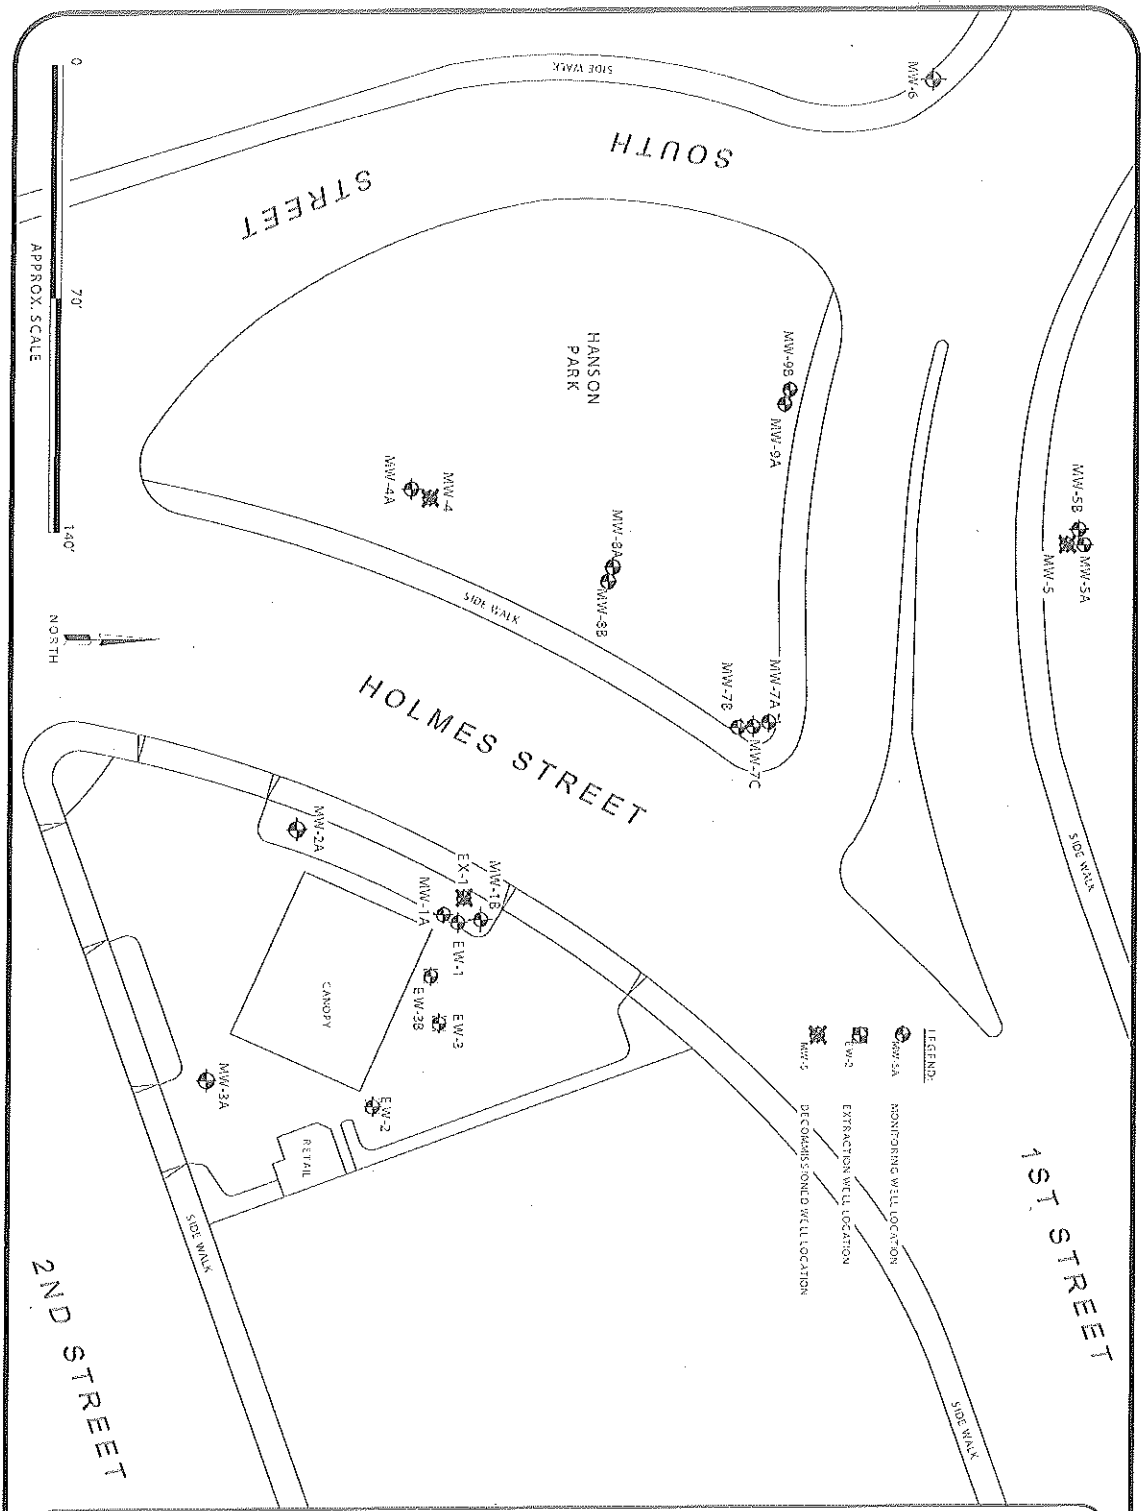 MW-5B
MW-5A
MW-5
SIDE WALK
1ST STREET
MW-6
LEGEND:
MW-5A MONITORING WELL LOCATION
EW-2 EXTRACTION WELL LOCATION
MW-5 DECOMMISSIONED WELL LOCATION
SIDE WALK
MW-9B
MW-9A
MW-7A
MW-7C
MW-7B
SOUTH
STREET
SIDE WALK
HANSON
PARK
MW-8A
MW-8B
SIDE WALK
HOLMES STREET
MW-4
MW-4A
MW-1B
EX-1
EW-1
MW-1A
EW-3
EW-3B
MW-2A
CANOPY
EW-2
RETAIL
MW-3A
SIDE WALK
2ND STREET
0 70' 140'
APPROX. SCALE
NORTH